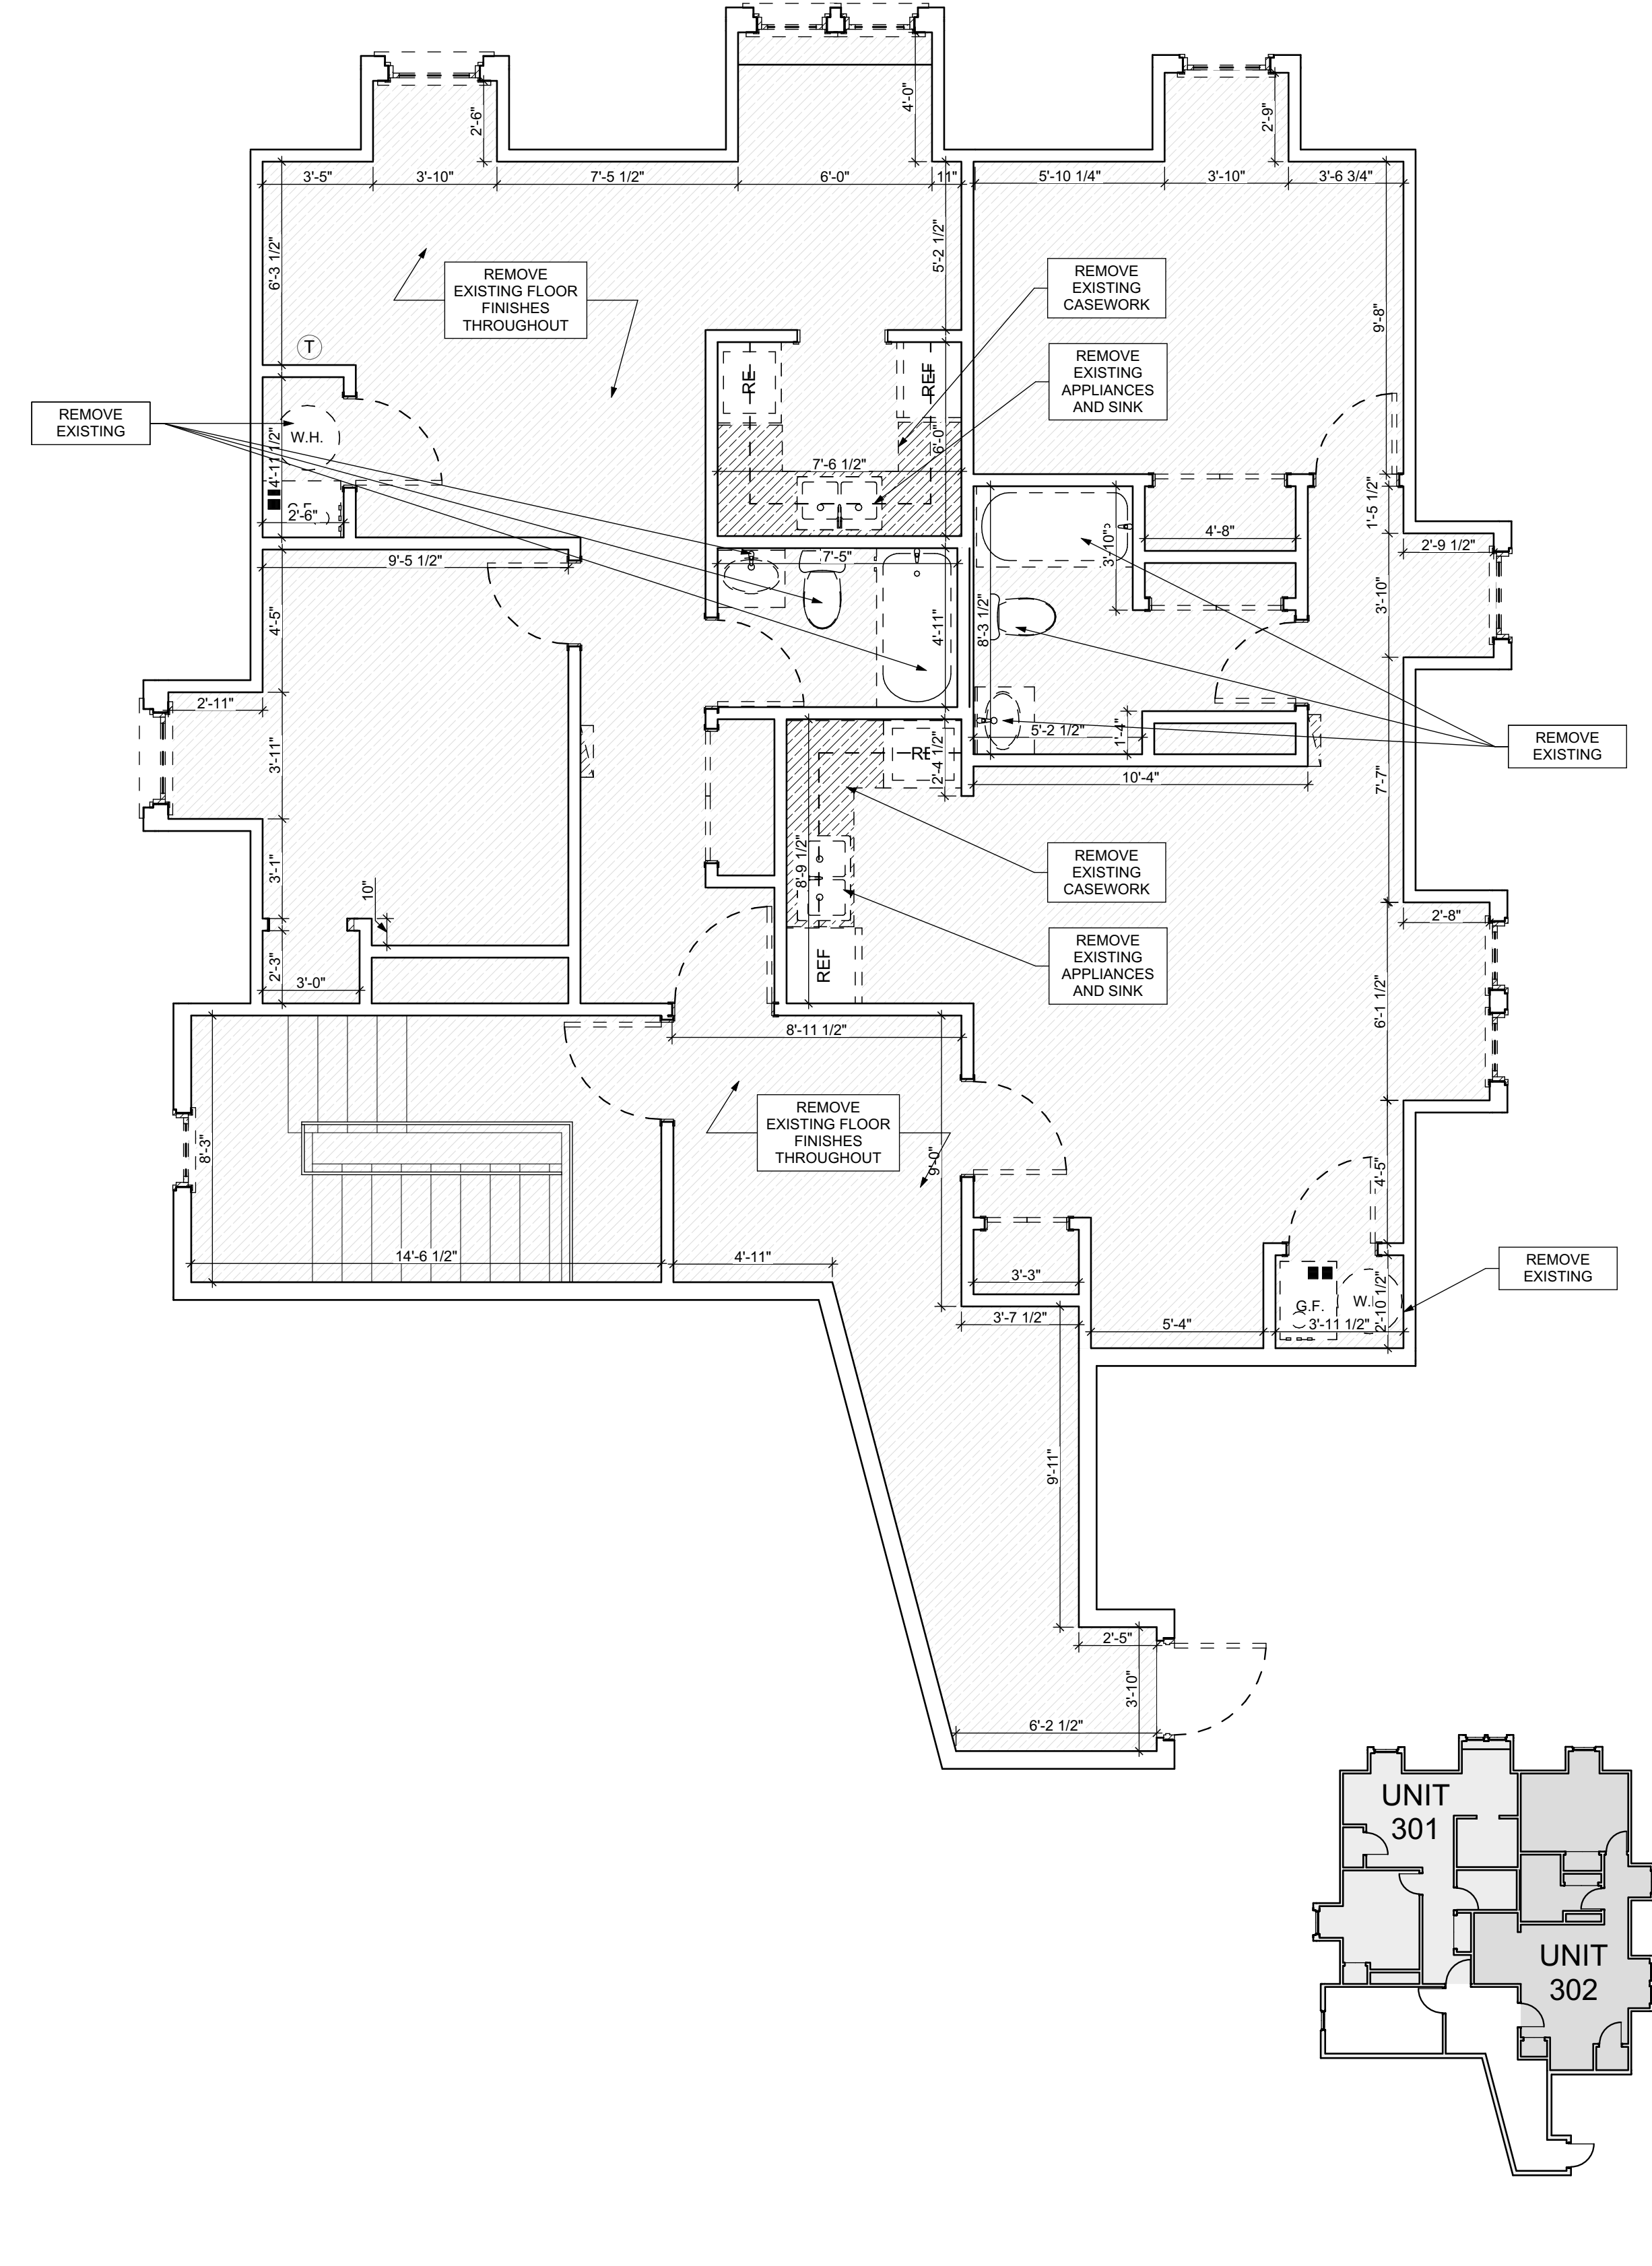 4'-0"
2'-6"
2'-9"
3'-5"
3'-10"
7'-5 1/2"
6'-0"
11"
5'-10 1/4"
3'-10"
3'-6 3/4"
6'-3 1/2"
5'-2 1/2"
9'-8"
REMOVE
EXISTING FLOOR
FINISHES
THROUGHOUT
REMOVE
EXISTING
CASEWORK
T
REF
REMOVE
EXISTING
APPLIANCES
AND SINK
REMOVE
EXISTING
W.H.
4'-11 1/2"
6'-0"
7'-6 1/2"
2'-6"
1'-5 1/2"
4'-8"
3'-10"
2'-9 1/2"
9'-5 1/2"
7'-5"
4'-5"
4'-11"
8'-3 1/2"
3'-10"
2'-11"
5'-2 1/2"
1'-4"
REMOVE
EXISTING
3'-11"
2'-4 1/2"
10'-4"
7'-7"
3'-1"
8'-9 1/2"
REMOVE
EXISTING
CASEWORK
10"
2'-8"
REMOVE
EXISTING
APPLIANCES
AND SINK
2'-3"
3'-0"
REF
6'-1 1/2"
8'-11 1/2"
REMOVE
EXISTING FLOOR
FINISHES
THROUGHOUT
8'-3"
9'-0"
4'-5"
14'-6 1/2"
4'-11"
3'-3"
REMOVE
EXISTING
G.F.
2'-10 1/2"
3'-7 1/2"
5'-4"
3'-11 1/2"
9'-11"
2'-5"
3'-10"
6'-2 1/2"
UNIT
301
UNIT
302